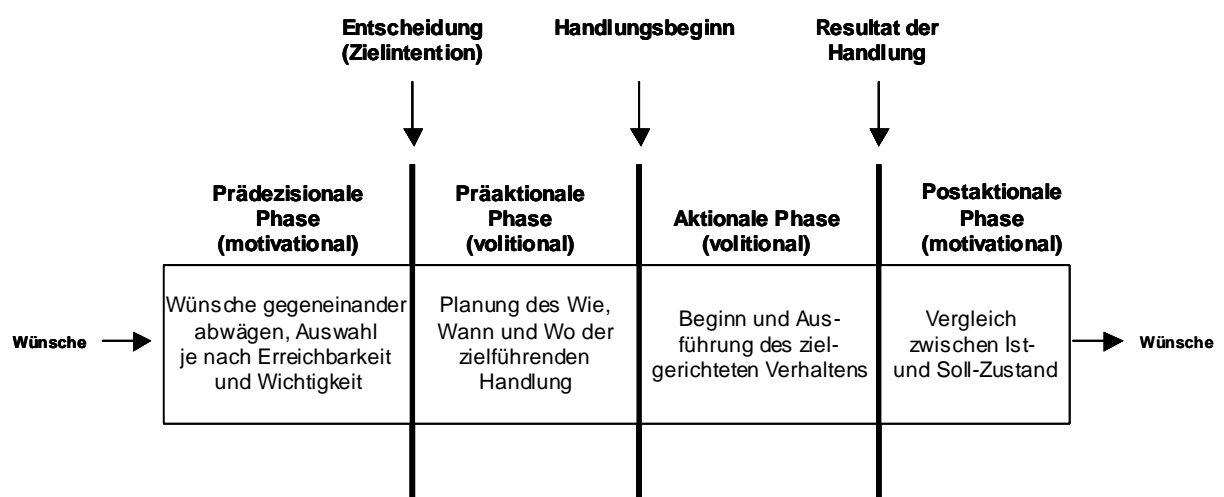 Entscheidung
(Zielintention)
Handlungsbeginn
Resultat der
Handlung
Prädezisionale
Phase
(motivational)
Präaktionale
Phase
(volitional)
Aktionale Phase
(volitional)
Postaktionale
Phase
(motivational)
Wünsche
Wünsche gegeneinander
abwägen, Auswahl
je nach Erreichbarkeit
und Wichtigkeit
Planung des Wie,
Wann und Wo der
zielführenden
Handlung
Beginn und Aus-
führung des ziel-
gerichteten Verhaltens
Vergleich
zwischen Ist-
und Soll-Zustand
Wünsche